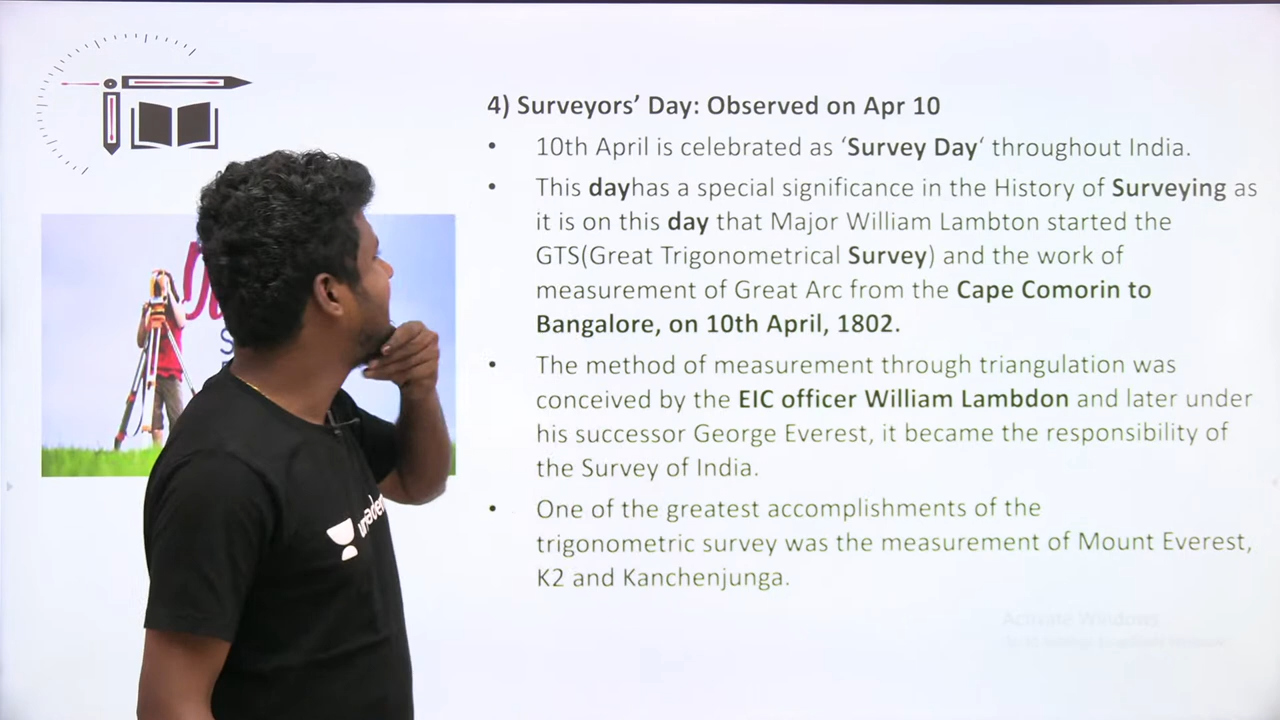 4) Surveyors’ Day: Observed on Apr 10
• 10th April is celebrated as ‘Survey Day‘ throughout India.
• This dayhas a special significance in the History of Surveying as
it is on this day that Major William Lambton started the
GTS(Great Trigonometrical Survey) and the work of
measurement of Great Arc from the Cape Comorin to
Bangalore, on 10th April, 1802.
• The method of measurement through triangulation was
conceived by the EIC officer William Lambdon and later under
his successor George Everest, it became the responsibility of
the Survey of India.
• One of the greatest accomplishments of the
trigonometric survey was the measurement of Mount Everest,
K2 and Kanchenjunga.
Activate Windows